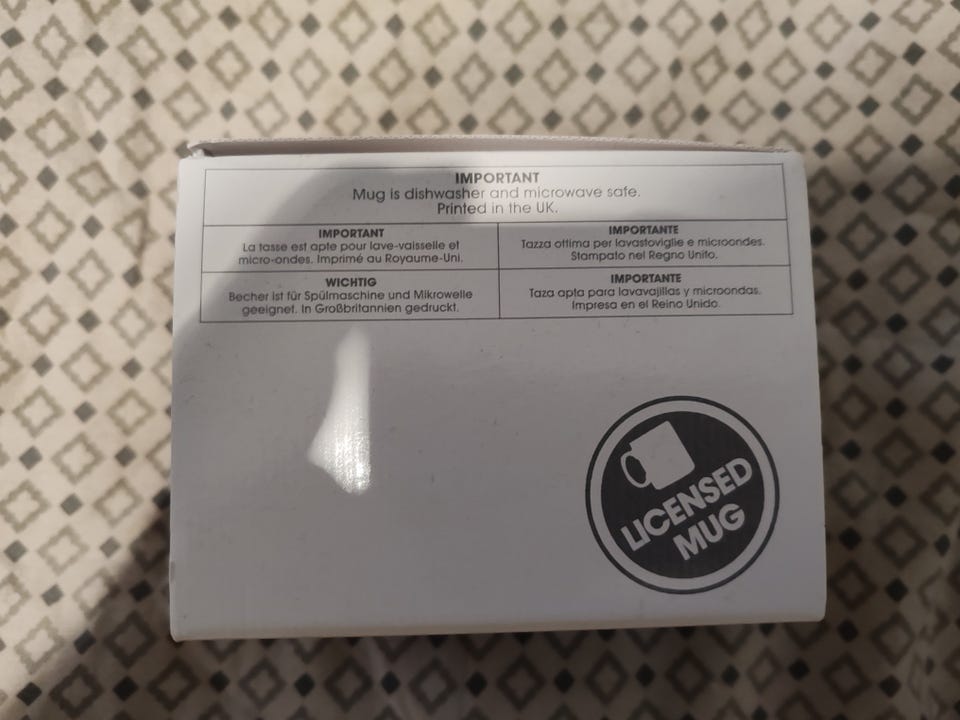 IMPORTANT
Mug is dishwasher and microwave safe.
Printed in the UK.
IMPORTANT
La tasse est apte pour lave-vaisselle et
micro-ondes. Imprimé au Royaume-Uni.
IMPORTANTE
Tazza ottima per lavastoviglie e microondes.
Stampato nel Regno Unito.
WICHTIG
Becher ist für Spülmaschine und Mikrowelle
geeignet. In Großbritannien gedruckt.
IMPORTANTE
Taza apta para lavavajillas y microondas.
Impresa en el Reino Unido.
LICENSED
MUG